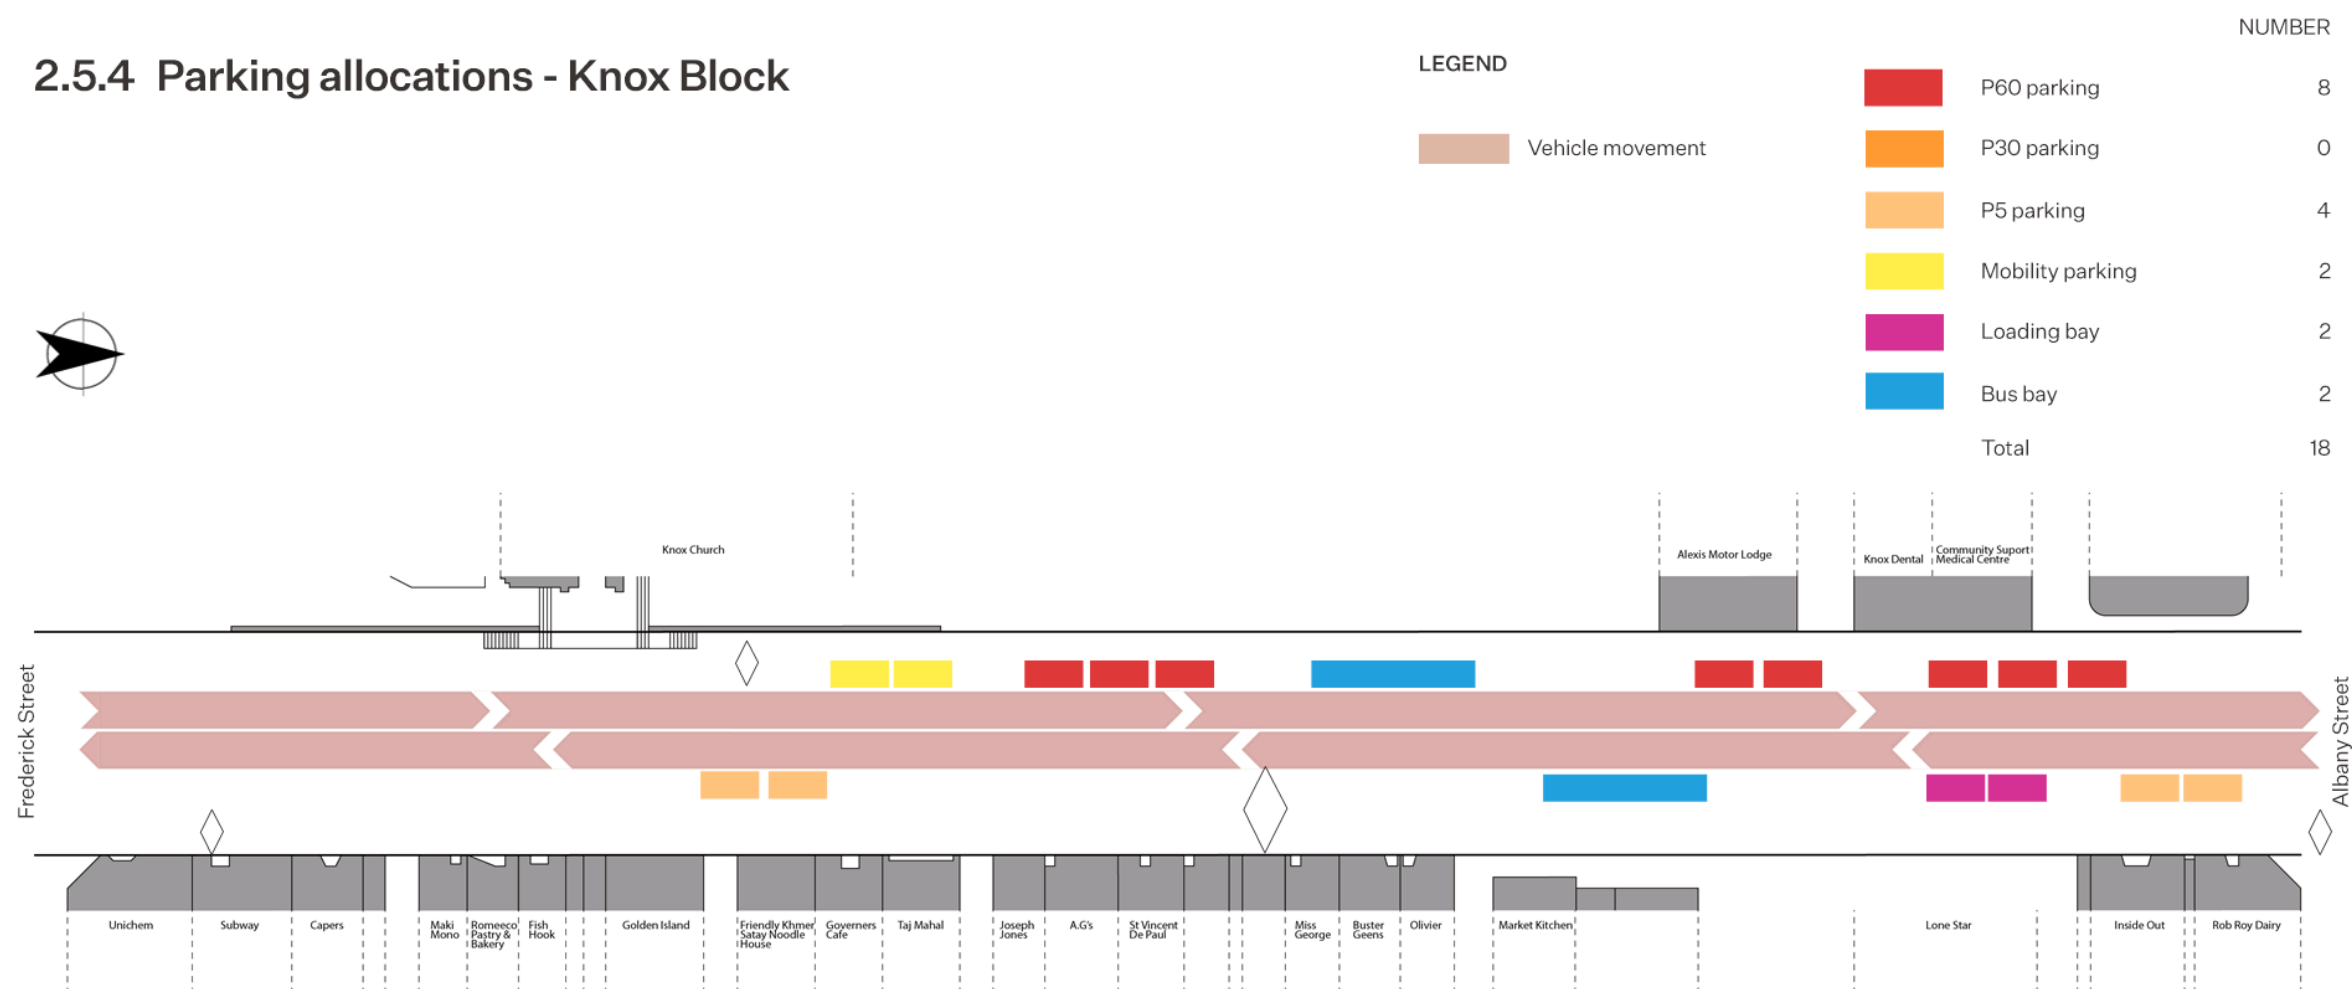 NUMBER
2.5.4 Parking allocations - Knox Block
LEGEND
Vehicle movement
P60 parking 8
P30 parking 0
P5 parking 4
Mobility parking 2
Loading bay 2
Bus bay 2
Total 18
Knox Church
Alexis Motor Lodge
Knox Dental
Community Suport
Medical Centre
Frederick Street
Albany Street
Unichem
Subway
Capers
Maki
Mono
Romeeco
Pastry &
Bakery
Fish
Hook
Golden Island
Friendly Khmer
Satay Noodle
House
Governers
Cafe
Taj Mahal
Joseph
Jones
A.G's
St Vincent
De Paul
Miss
George
Buster
Geens
Olivier
Market Kitchen
Lone Star
Inside Out
Rob Roy Dairy